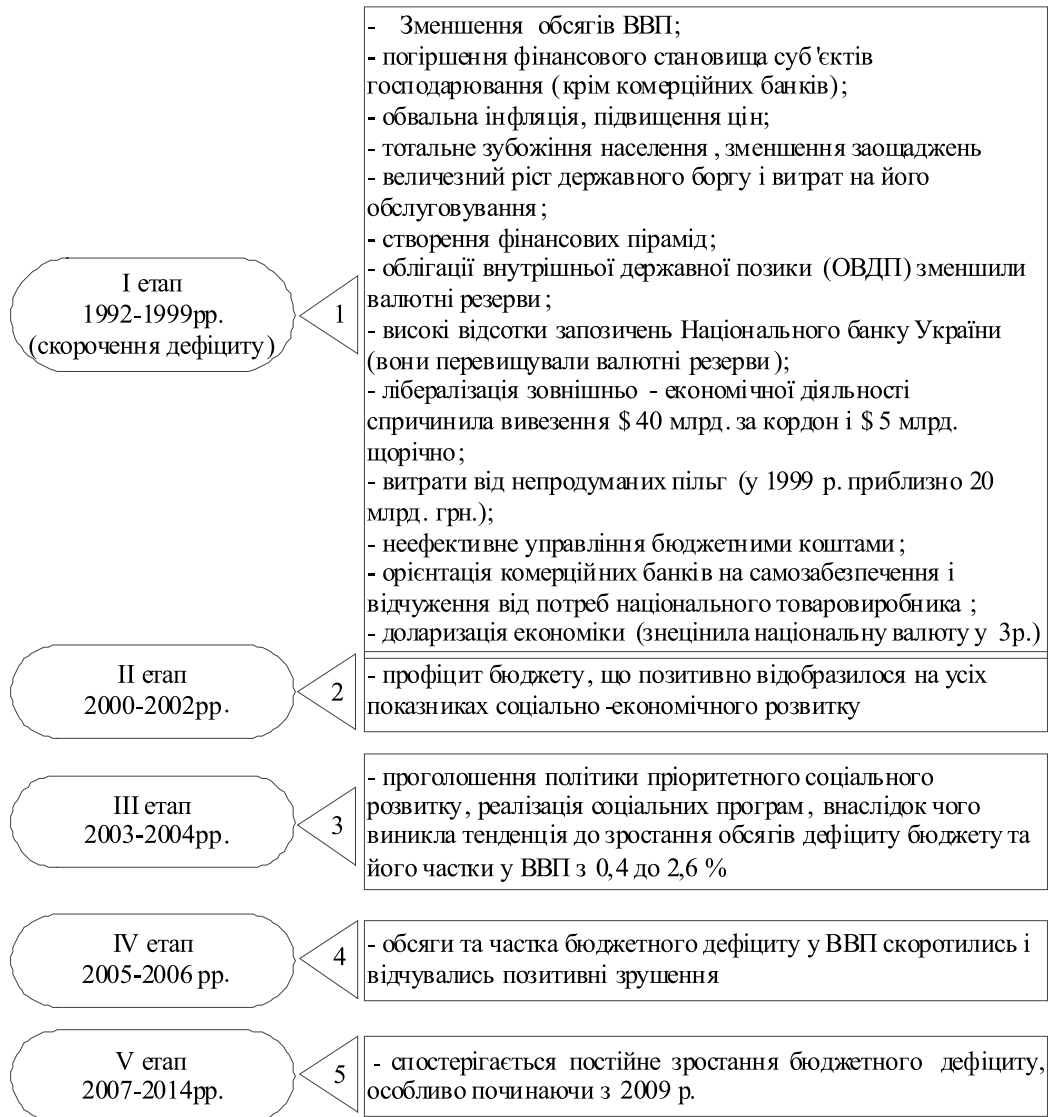 І етап
1992-1999рр.
(скорочення дефіциту)
1
- Зменшення обсягів ВВП;
- погіршення фінансового становища суб'єктів
господарювання (крім комерційних банків);
- обвальна інфляція, підвищення цін;
- тотальне зубожіння населення, зменшення заощаджень
- величезний ріст державного боргу і витрат на його
обслуговування;
- створення фінансових пірамід;
- облігації внутрішньої державної позики (ОВДП) зменшили
валютні резерви;
- високі відсотки запозичень Національного банку України
(вони перевищували валютні резерви);
- лібералізація зовнішньо - економічної діяльності
спричинила вивезення $ 40 млрд. за кордон і $ 5 млрд.
щорічно;
- витрати від непродуманих пільг (у 1999 р. приблизно 20
млрд. грн.);
- неефективне управління бюджетними коштами;
- орієнтація комерційних банків на самозабезпечення і
відчуження від потреб національного товаровиробника ;
- доларизація економіки (знецінила національну валюту у 3р.)
ІІ етап
2000-2002рр.
2
- профіцит бюджету, що позитивно відобразилося на усіх
показниках соціально -економічного розвитку
ІІІ етап
2003-2004рр.
3
- проголошення політики пріоритетного соціального
розвитку, реалізація соціальних програм, внаслідок чого
виникла тенденція до зростання обсягів дефіциту бюджету та
його частки у ВВП з 0,4 до 2,6 %
IV етап
2005-2006 рр.
4
- обсяги та частка бюджетного дефіциту у ВВП скоротились і
відчувались позитивні зрушення
V етап
2007-2014рр.
5
- спостерігається постійне зростання бюджетного дефіциту,
особливо починаючи з 2009 р.